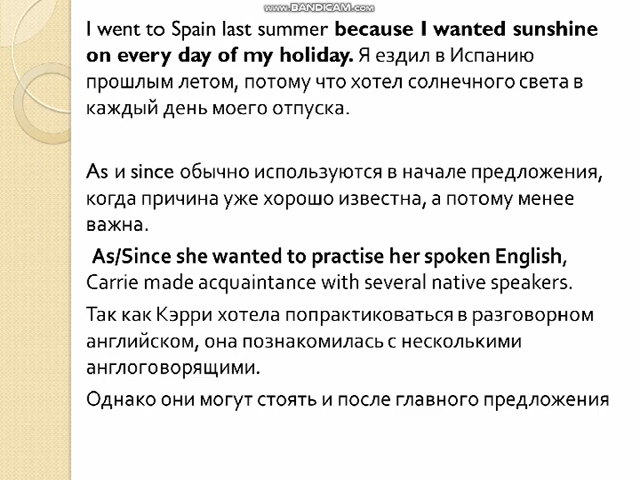 www.BANDICAM.com
I went to Spain last summer because I wanted sunshine
on every day of my holiday. Я ездил в Испанию
прошлым летом, потому что хотел солнечного света в
каждый день моего отпуска.
As и since обычно используются в начале предложения,
когда причина уже хорошо известна, а потому менее
важна.
As/Since she wanted to practise her spoken English,
Carrie made acquaintance with several native speakers.
Так как Кэрри хотела попрактиковаться в разговорном
английском, она познакомилась с несколькими
англоговорящими.
Однако они могут стоять и после главного предложения